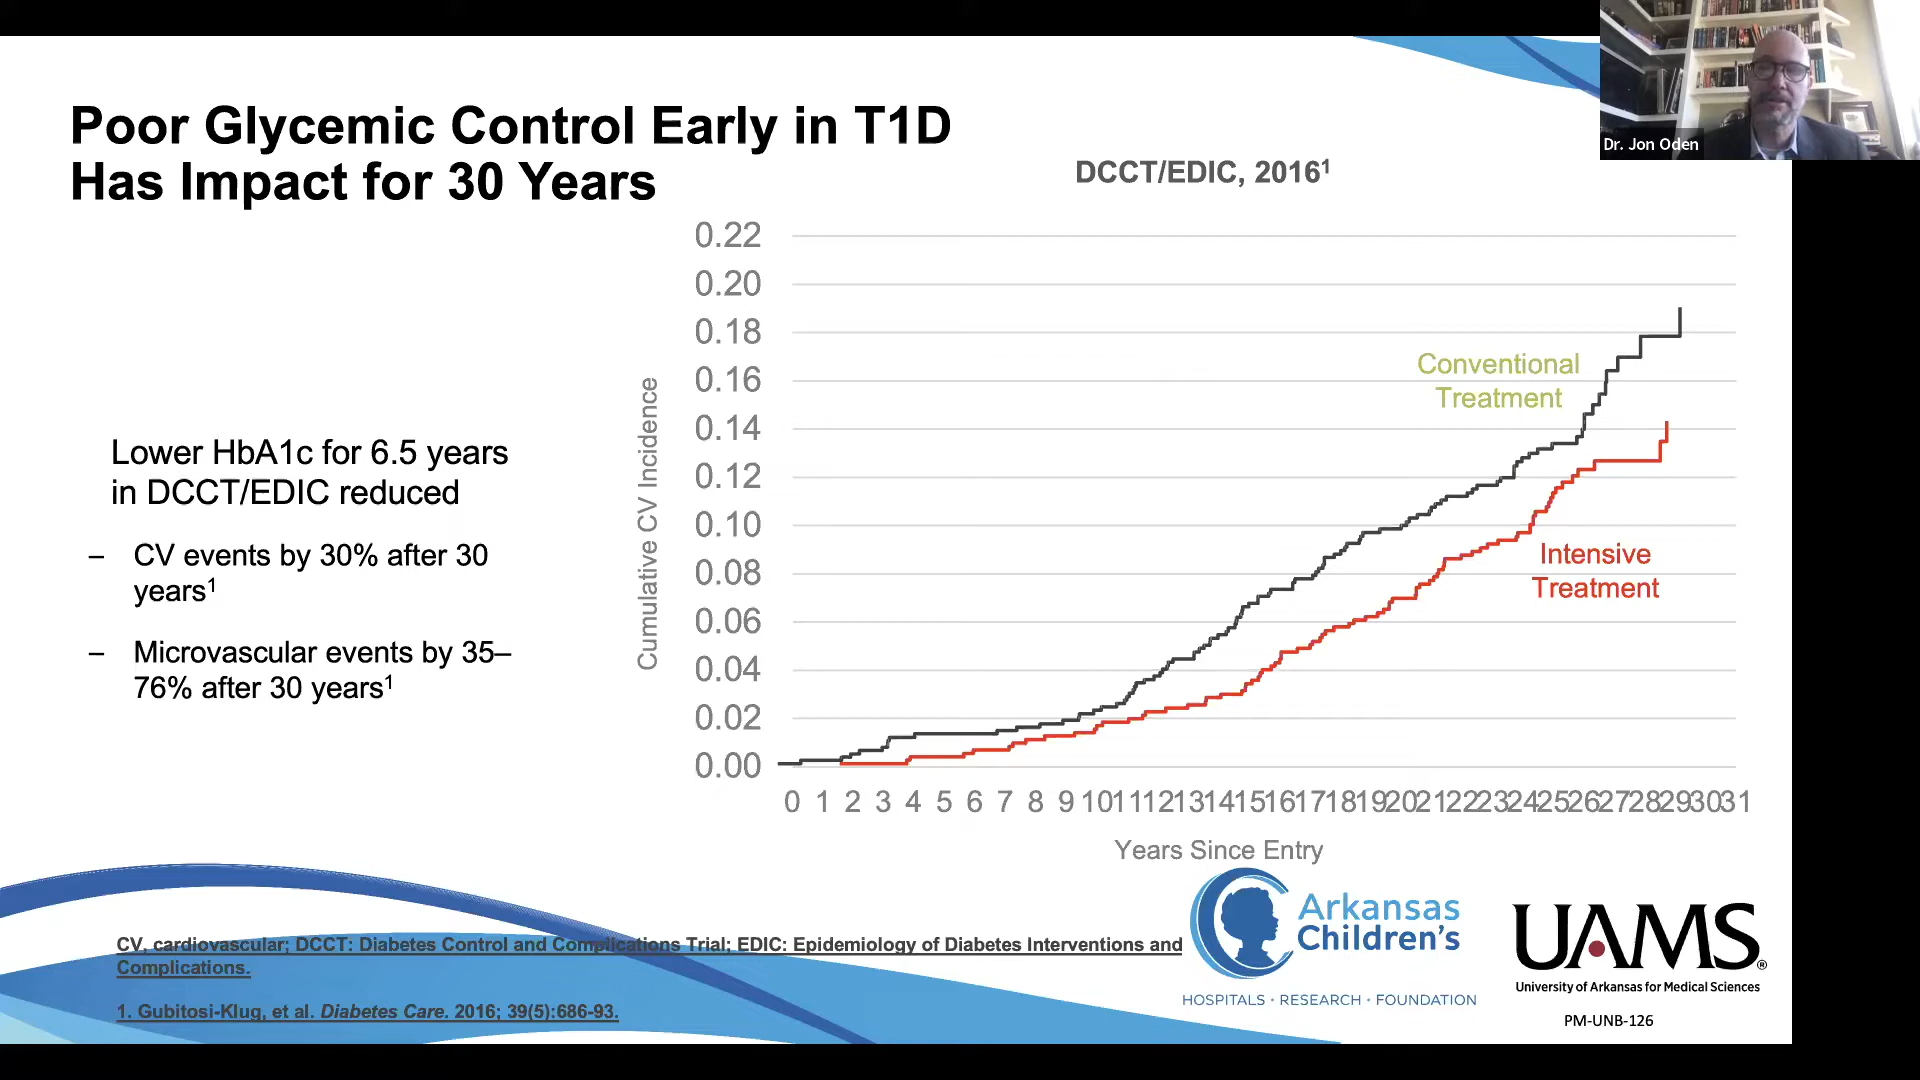 Dr. Jon Oden
Poor Glycemic Control Early in T1D
Has Impact for 30 Years
DCCT/EDIC, 2016¹
Lower HbA1c for 6.5 years
in DCCT/EDIC reduced
– CV events by 30% after 30
years¹
– Microvascular events by 35–
76% after 30 years¹
Cumulative CV Incidence
0.22
0.20
0.18
0.16
0.14
0.12
0.10
0.08
0.06
0.04
0.02
0.00
Conventional
Treatment
Intensive
Treatment
0 1 2 3 4 5 6 7 8 9 10 11 12 13 14 15 16 17 18 19 20 21 22 23 24 25 26 27 28 29 30 31
Years Since Entry
CV, cardiovascular; DCCT: Diabetes Control and Complications Trial; EDIC: Epidemiology of Diabetes Interventions and
Complications.
1. Gubitosi-Klug, et al. Diabetes Care. 2016; 39(5):686-93.
Arkansas
Children's
HOSPITALS • RESEARCH • FOUNDATION
UAMS®
University of Arkansas for Medical Sciences
PM-UNB-126